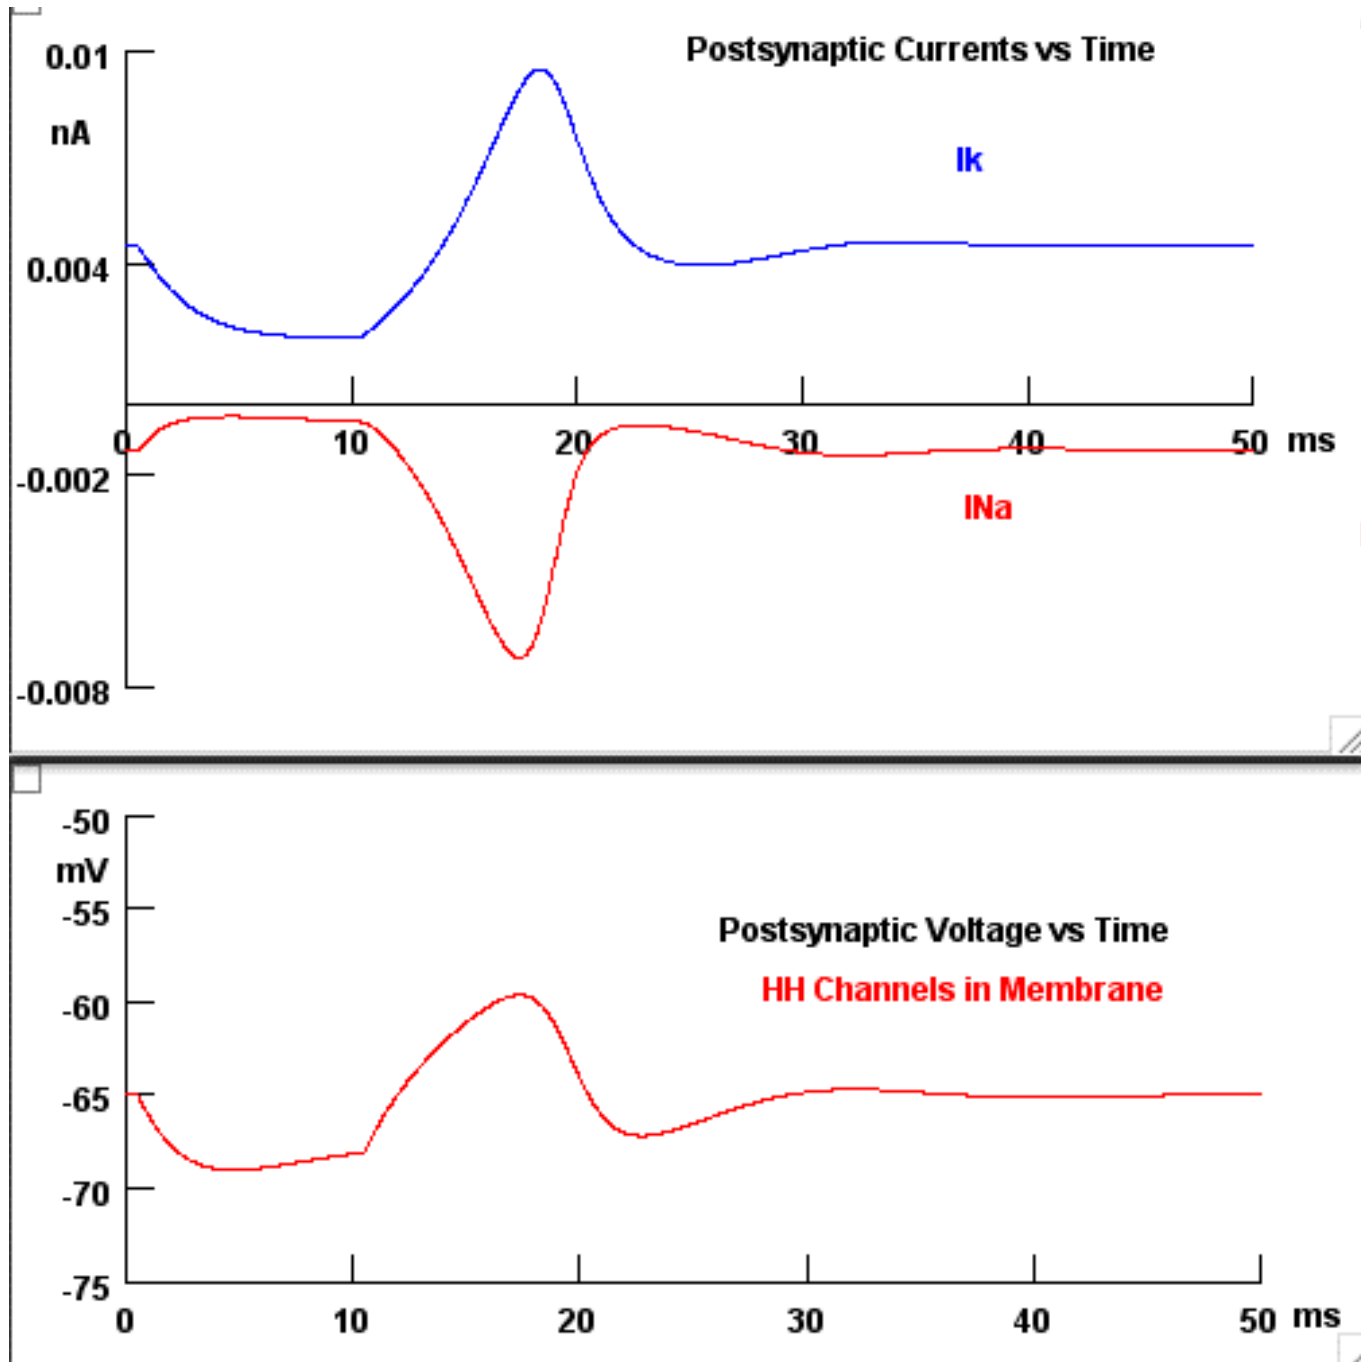 Postsynaptic Currents vs Time
0.01
nA
Ik
0.004
0 10 20 30 40 50 ms
-0.002
INa
-0.008
-50
mV
-55
Postsynaptic Voltage vs Time
HH Channels in Membrane
-60
-65
-70
-75
0 10 20 30 40 50 ms